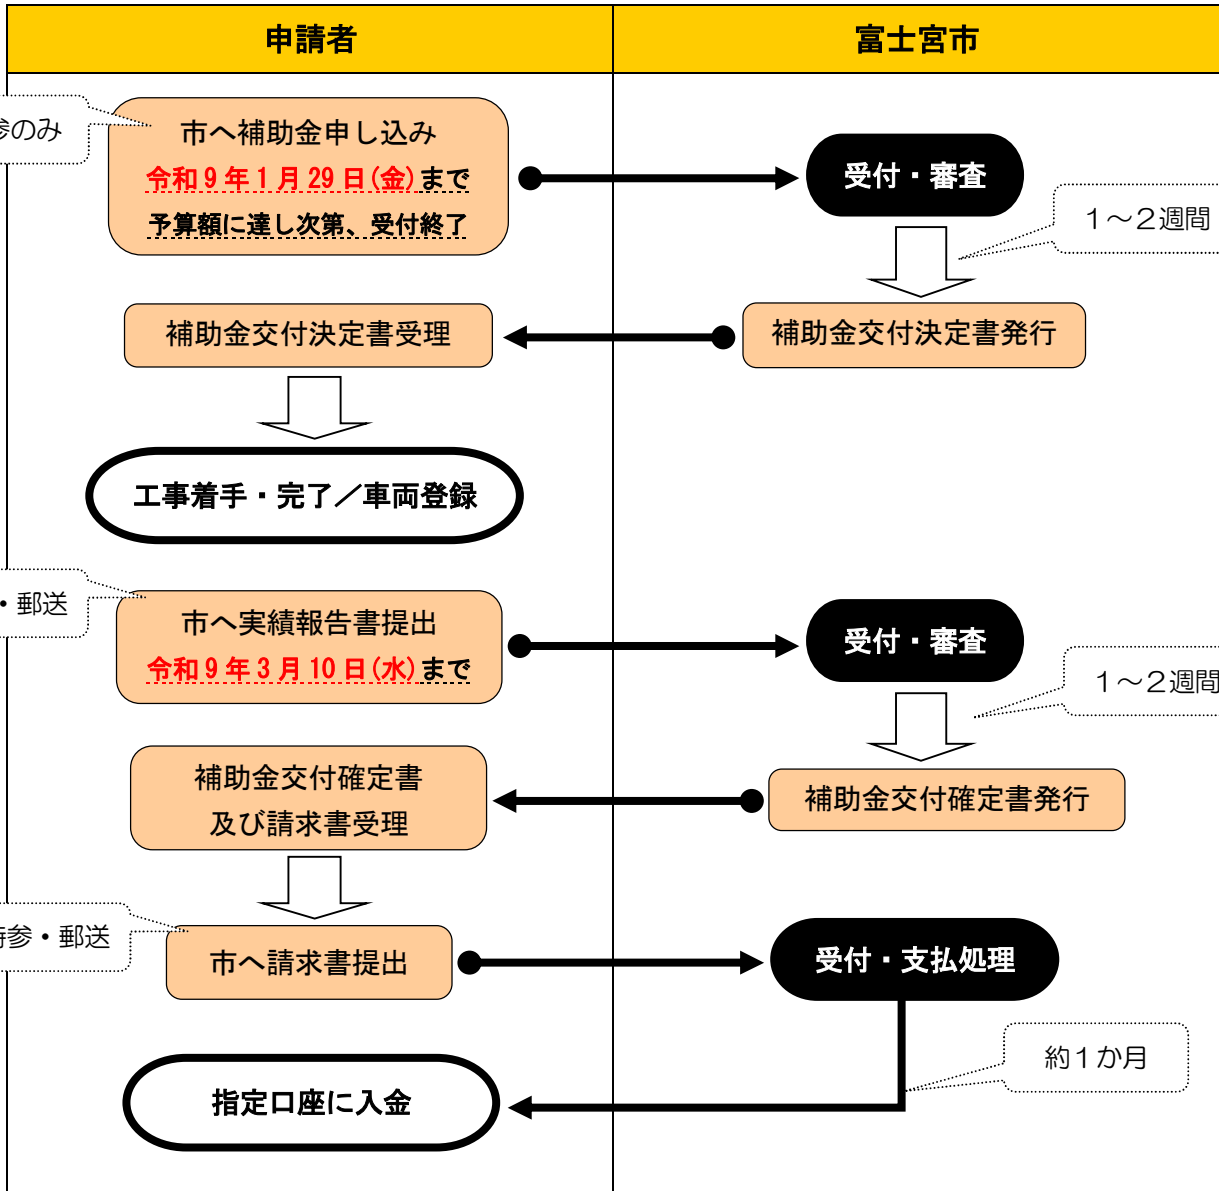 申請者
富士宮市
参のみ
市へ補助金申し込み
令和9年1月29日(金)まで
予算額に達し次第、受付終了
受付・審査
1～2週間
補助金交付決定書受理
補助金交付決定書発行
工事着手・完了／車両登録
・郵送
市へ実績報告書提出
令和9年3月10日(水)まで
受付・審査
1～2週間
補助金交付確定書
及び請求書受理
補助金交付確定書発行
持参・郵送
市へ請求書提出
受付・支払処理
約1か月
指定口座に入金